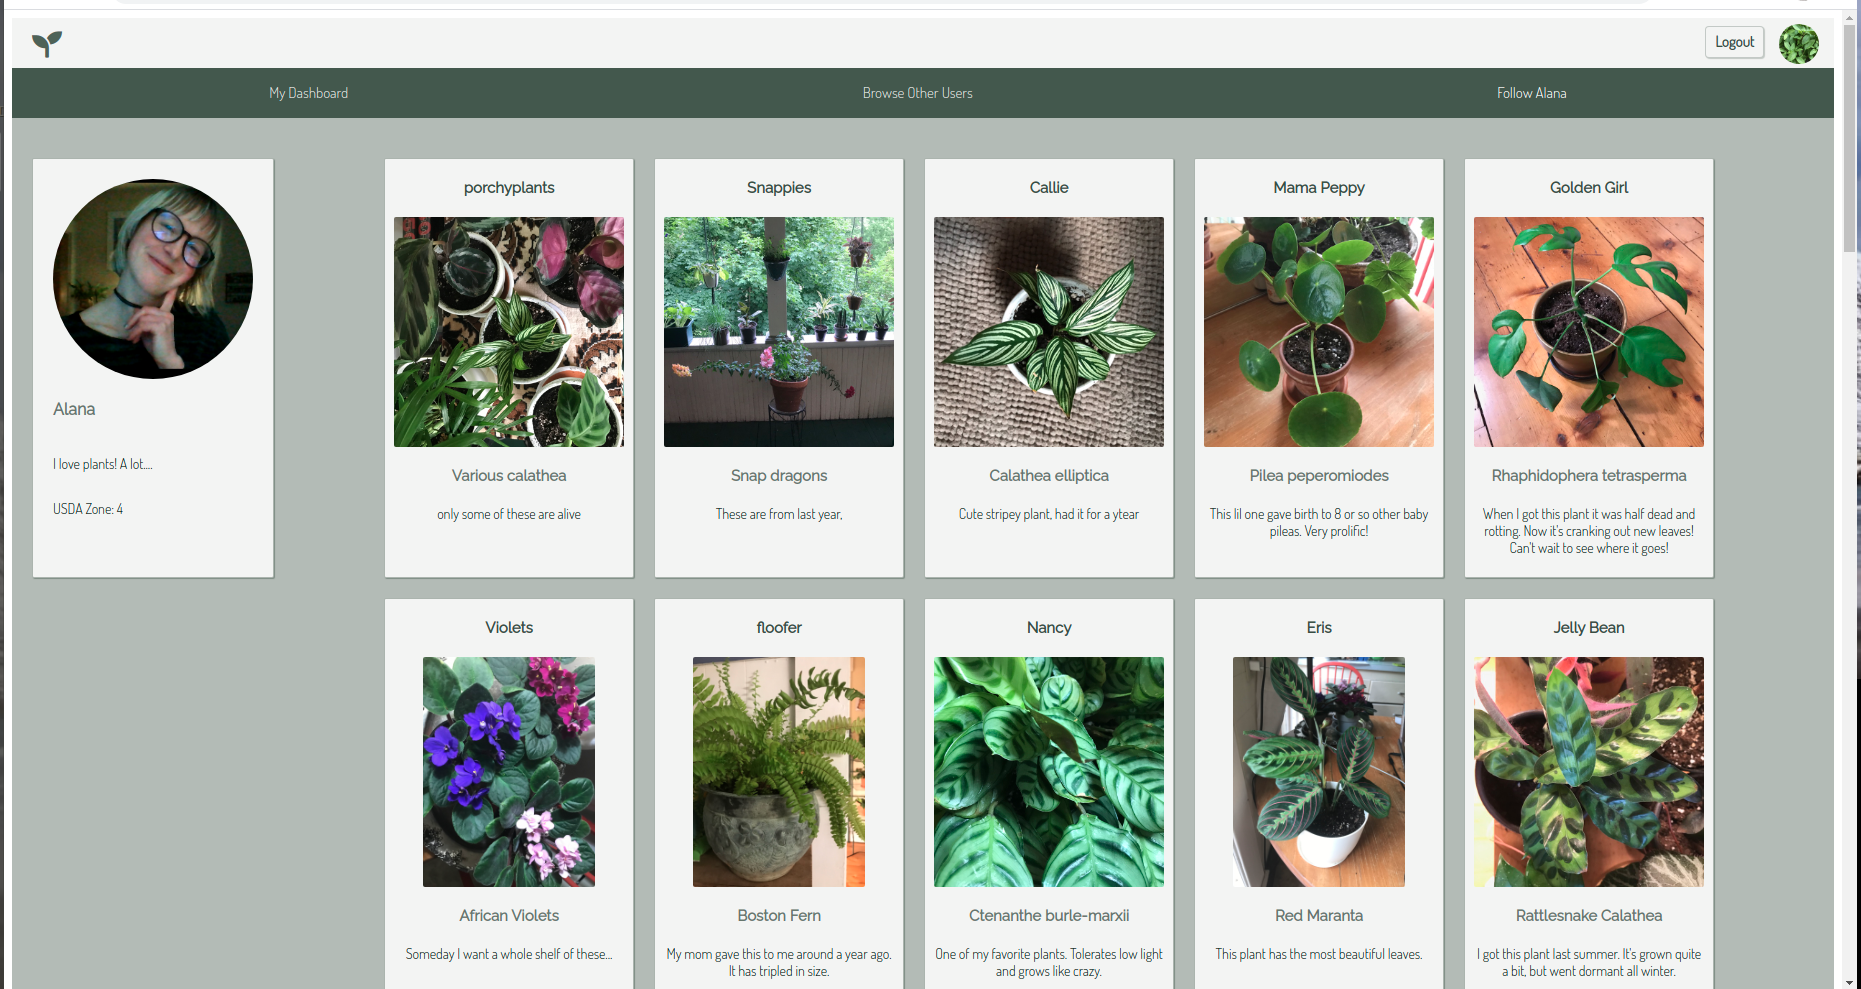 Logout
My Dashboard
Browse Other Users
Follow Alana
Alana
I love plants! A lot....
USDA Zone: 4
porchyplants
Various calathea
only some of these are alive
Snappies
Snap dragons
These are from last year,
Callie
Calathea elliptica
Cute stripey plant, had it for a ytear
Mama Peppy
Pilea peperomiodes
This lil one gave birth to 8 or so other baby
pileas. Very prolific!
Golden Girl
Rhaphidophera tetrasperma
When I got this plant it was half dead and
rotting. Now it's cranking out new leaves!
Can't wait to see where it goes!
Violets
African Violets
Someday I want a whole shelf of these...
floofer
Boston Fern
My mom gave this to me around a year ago.
It has tripled in size.
Nancy
Ctenanthe burle-marxii
One of my favorite plants. Tolerates low light
and grows like crazy.
Eris
Red Maranta
This plant has the most beautiful leaves.
Jelly Bean
Rattlesnake Calathea
I got this plant last summer. It's grown quite
a bit, but went dormant all winter.